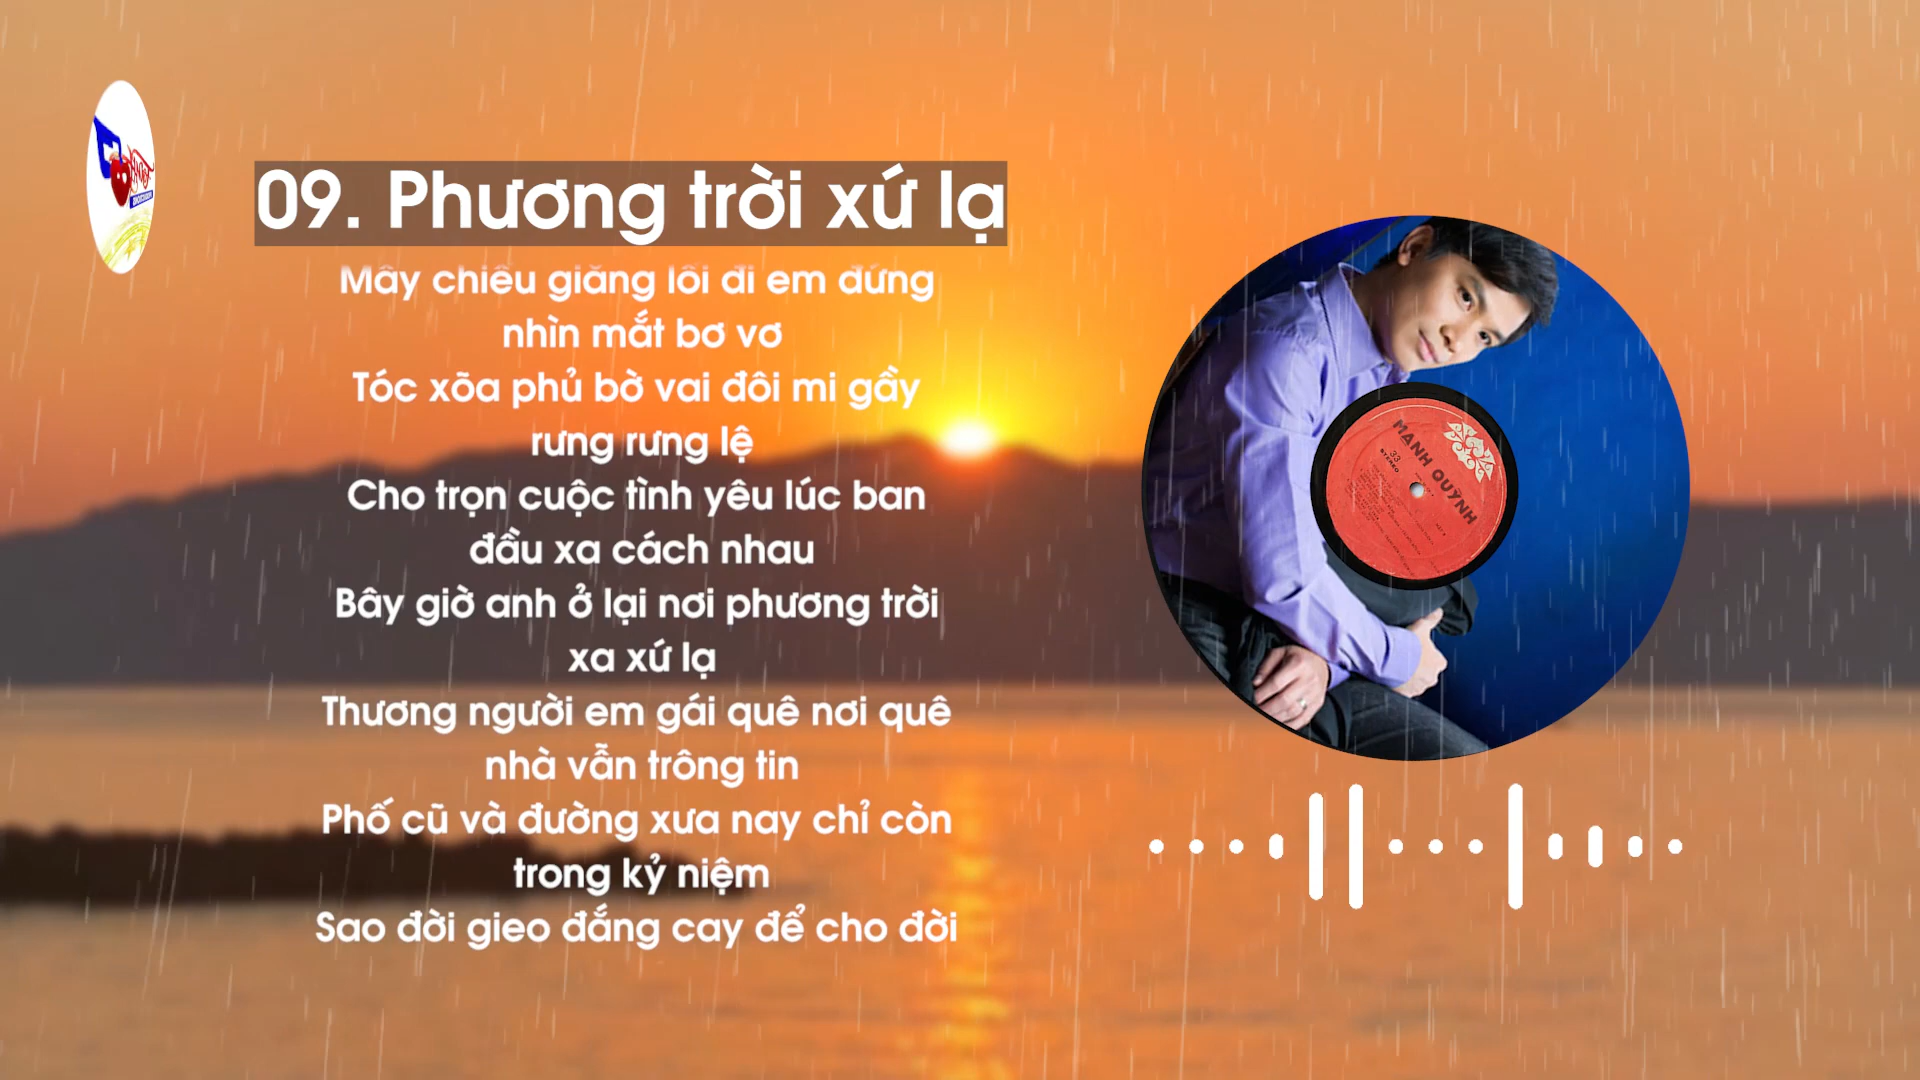 09. Phương trời xứ lạ
Mây chiều giăng lối đi em đứng
nhìn mắt bơ vơ
Tóc xõa phủ bờ vai đôi mi gầy
rưng rưng lệ
Cho trọn cuộc tình yêu lúc ban
đầu xa cách nhau
Bây giờ anh ở lại nơi phương trời
xa xứ lạ
Thương người em gái quê nơi quê
nhà vẫn trông tin
Phố cũ và đường xưa nay chỉ còn
trong kỷ niệm
Sao đời gieo đắng cay để cho đời
MẠNH QUỲNH
33
STEREO